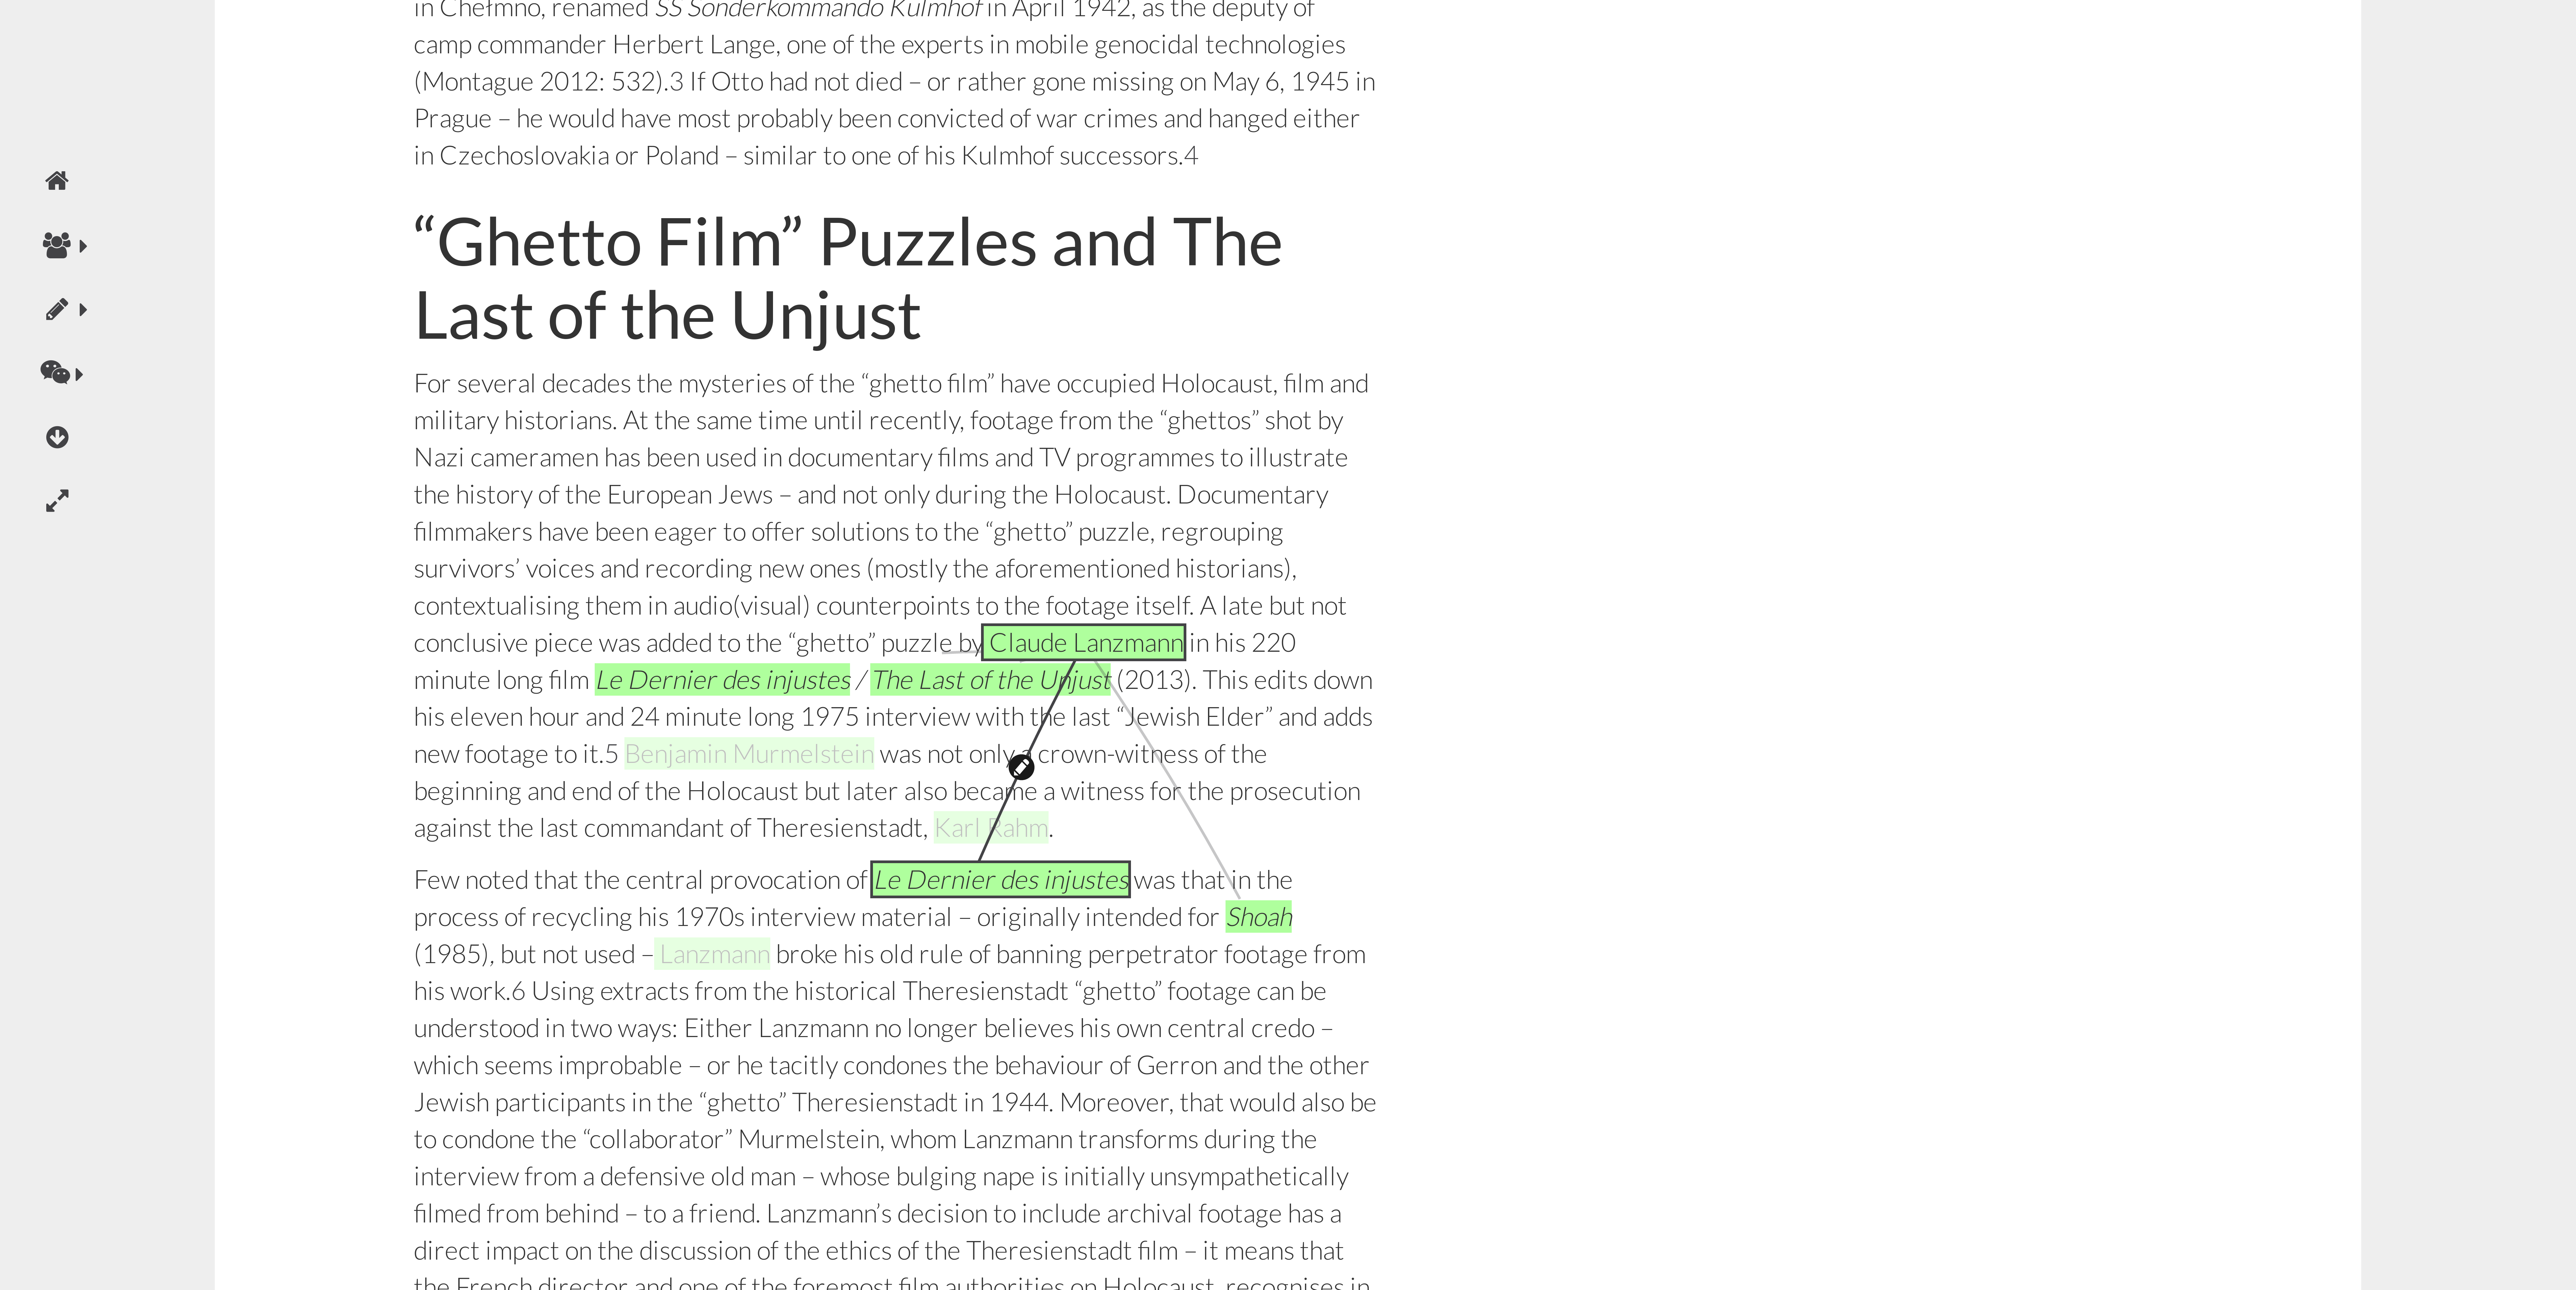 in Chełmno, renamed SS Sonderkommando Kulmhof in April 1942, as the deputy of
camp commander Herbert Lange, one of the experts in mobile genocidal technologies
(Montague 2012: 532).3 If Otto had not died – or rather gone missing on May 6, 1945 in
Prague – he would have most probably been convicted of war crimes and hanged either
in Czechoslovakia or Poland – similar to one of his Kulmhof successors.4
“Ghetto Film” Puzzles and The
Last of the Unjust
For several decades the mysteries of the “ghetto film” have occupied Holocaust, film and
military historians. At the same time until recently, footage from the “ghettos” shot by
Nazi cameramen has been used in documentary films and TV programmes to illustrate
the history of the European Jews – and not only during the Holocaust. Documentary
filmmakers have been eager to offer solutions to the “ghetto” puzzle, regrouping
survivors’ voices and recording new ones (mostly the aforementioned historians),
contextualising them in audio(visual) counterpoints to the footage itself. A late but not
conclusive piece was added to the “ghetto” puzzle by Claude Lanzmann in his 220
minute long film Le Dernier des injustes / The Last of the Unjust (2013). This edits down
his eleven hour and 24 minute long 1975 interview with the last “Jewish Elder” and adds
new footage to it.5 Benjamin Murmelstein was not only a crown-witness of the
beginning and end of the Holocaust but later also became a witness for the prosecution
against the last commandant of Theresienstadt, Karl Rahm.
Few noted that the central provocation of Le Dernier des injustes was that in the
process of recycling his 1970s interview material – originally intended for Shoah
(1985), but not used – Lanzmann broke his old rule of banning perpetrator footage from
his work.6 Using extracts from the historical Theresienstadt “ghetto” footage can be
understood in two ways: Either Lanzmann no longer believes his own central credo –
which seems improbable – or he tacitly condones the behaviour of Gerron and the other
Jewish participants in the “ghetto” Theresienstadt in 1944. Moreover, that would also be
to condone the “collaborator” Murmelstein, whom Lanzmann transforms during the
interview from a defensive old man – whose bulging nape is initially unsympathetically
filmed from behind – to a friend. Lanzmann’s decision to include archival footage has a
direct impact on the discussion of the ethics of the Theresienstadt film – it means that
the French director and one of the foremost film authorities on Holocaust, recognises in